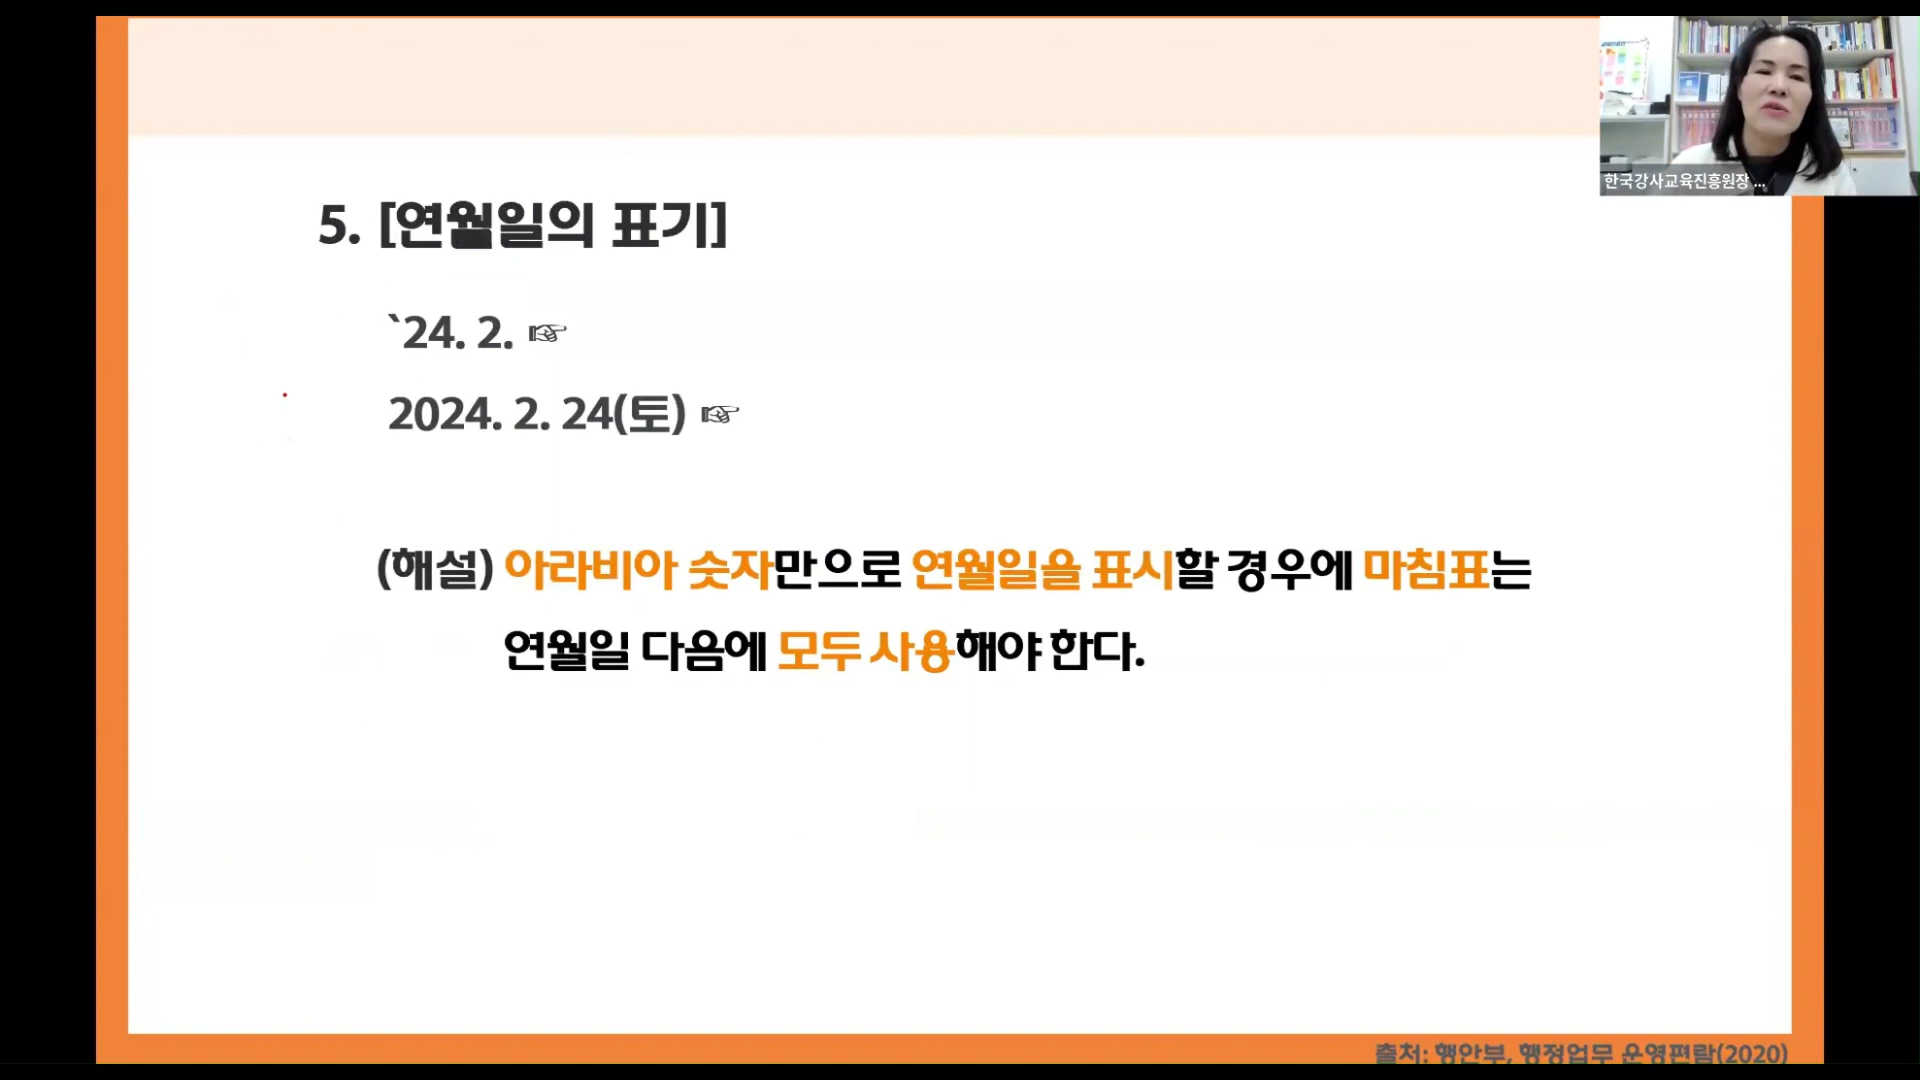 한국강사교육진흥원장 ...
5. [연월일의 표기]
`24. 2. ☞
2024. 2. 24(토) ☞
(해설) 아라비아 숫자만으로 연월일을 표시할 경우에 마침표는
연월일 다음에 모두 사용해야 한다.
출처: 행안부, 행정업무 운영편람(2020)